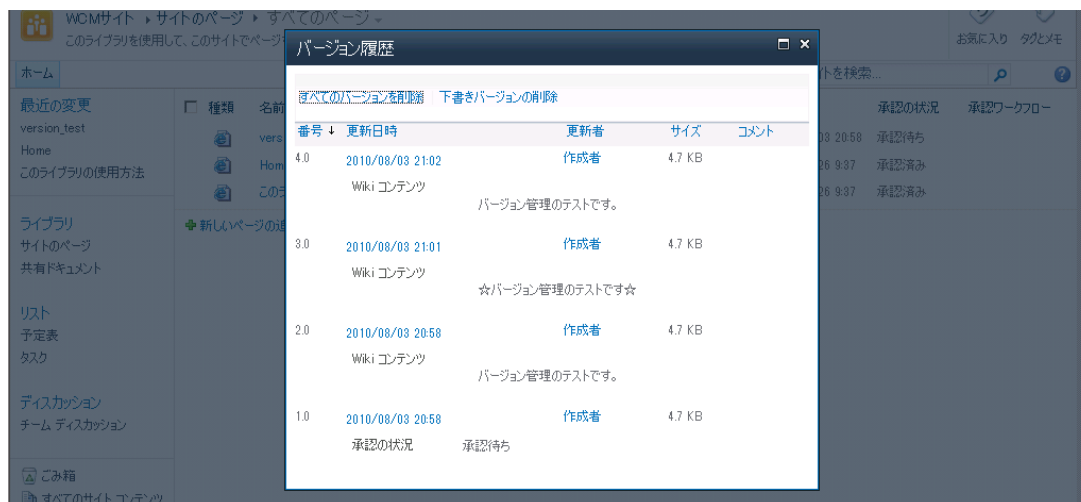 WCMサイト ▸ サイトのページ ▸ すべてのページ
このライブラリを使用して、このサイトでページ
お気に入り タグとメモ
ホーム
イトを検索...
最近の変更
version_test
Home
このライブラリの使用方法
ライブラリ
サイトのページ
共有ドキュメント
リスト
予定表
タスク
ディスカッション
チーム ディスカッション
ごみ箱
すべてのサイト コンテンツ
種類 名前
vers
Hom
この
新しいページの追
承認の状況 承認ワークフロー
03 20:58 承認待ち
26 9:37 承認済み
26 9:37 承認済み
バージョン履歴
すべてのバージョンを削除 | 下書きバージョンの削除
番号↓ 更新日時 更新者 サイズ コメント
4.0 2010/08/03 21:02 作成者 4.7 KB
Wiki コンテンツ
バージョン管理のテストです。
3.0 2010/08/03 21:01 作成者 4.7 KB
Wiki コンテンツ
☆バージョン管理のテストです☆
2.0 2010/08/03 20:58 作成者 4.7 KB
Wiki コンテンツ
バージョン管理のテストです。
1.0 2010/08/03 20:58 作成者 4.7 KB
承認の状況 承認待ち